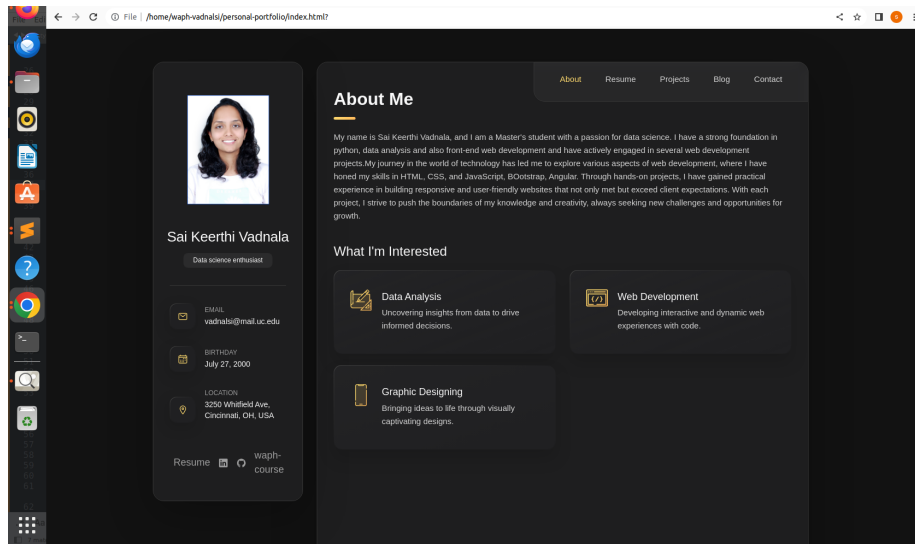 File | /home/waph-vadnalsi/personal-portfolio/index.html?
S
About Resume Projects Blog Contact
Sai Keerthi Vadnala
Data science enthusiast
EMAIL
vadnalsi@mail.uc.edu
BIRTHDAY
July 27, 2000
LOCATION
3250 Whitfield Ave,
Cincinnati, OH, USA
Resume
waph-
course
About Me
My name is Sai Keerthi Vadnala, and I am a Master's student with a passion for data science. I have a strong foundation in
python, data analysis and also front-end web development and have actively engaged in several web development
projects.My journey in the world of technology has led me to explore various aspects of web development, where I have
honed my skills in HTML, CSS, and JavaScript, BOotstrap, Angular. Through hands-on projects, I have gained practical
experience in building responsive and user-friendly websites that not only met but exceed client expectations. With each
project, I strive to push the boundaries of my knowledge and creativity, always seeking new challenges and opportunities for
growth.
What I'm Interested
Data Analysis
Uncovering insights from data to drive
informed decisions.
Web Development
Developing interactive and dynamic web
experiences with code.
Graphic Designing
Bringing ideas to life through visually
captivating designs.
57
58
59
60
61